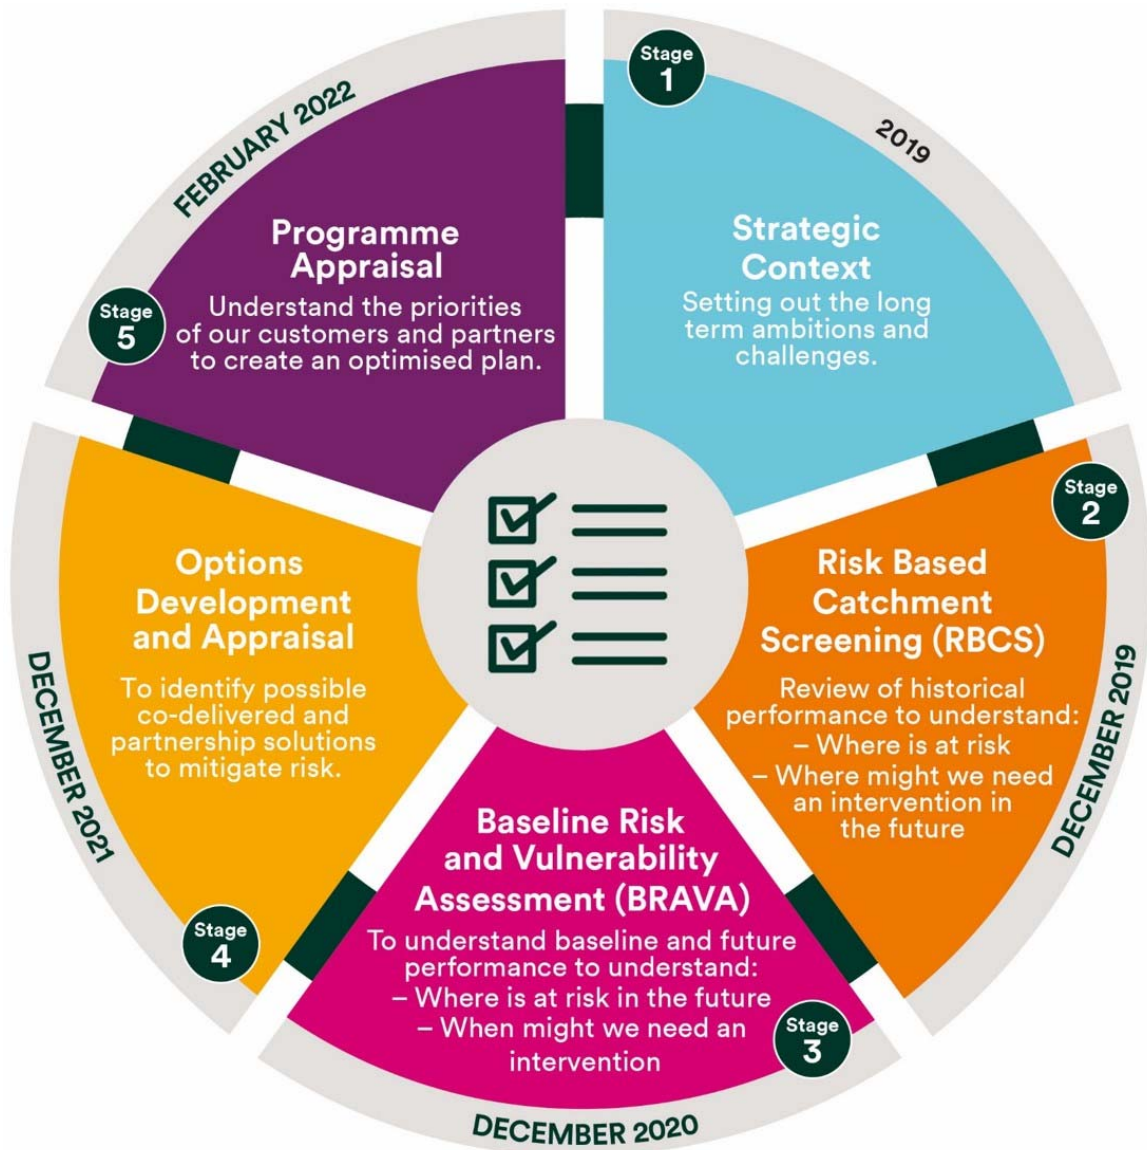 Stage
1
2019
Strategic
Context
Setting out the long
term ambitions and
challenges.
Stage
2
DECEMBER 2019
Risk Based
Catchment
Screening (RBCS)
Review of historical
performance to understand:
– Where is at risk
– Where might we need
an intervention in
the future
Stage
3
DECEMBER 2020
Baseline Risk
and Vulnerability
Assessment (BRAVA)
To understand baseline and future
performance to understand:
– Where is at risk in the future
– When might we need an
intervention
Stage
4
DECEMBER 2021
Options
Development
and Appraisal
To identify possible
co-delivered and
partnership solutions
to mitigate risk.
Stage
5
FEBRUARY 2022
Programme
Appraisal
Understand the priorities
of our customers and partners
to create an optimised plan.